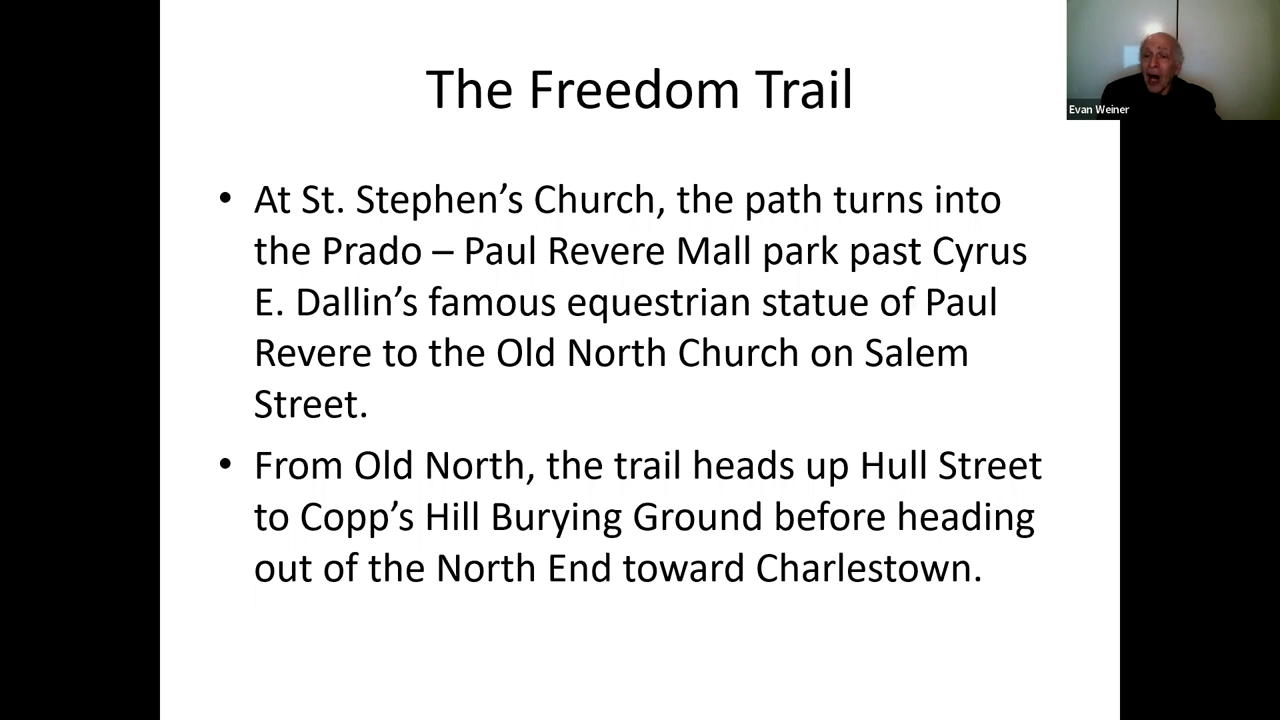 The Freedom Trail
Evan Weiner
• At St. Stephen’s Church, the path turns into
the Prado – Paul Revere Mall park past Cyrus
E. Dallin’s famous equestrian statue of Paul
Revere to the Old North Church on Salem
Street.
• From Old North, the trail heads up Hull Street
to Copp’s Hill Burying Ground before heading
out of the North End toward Charlestown.